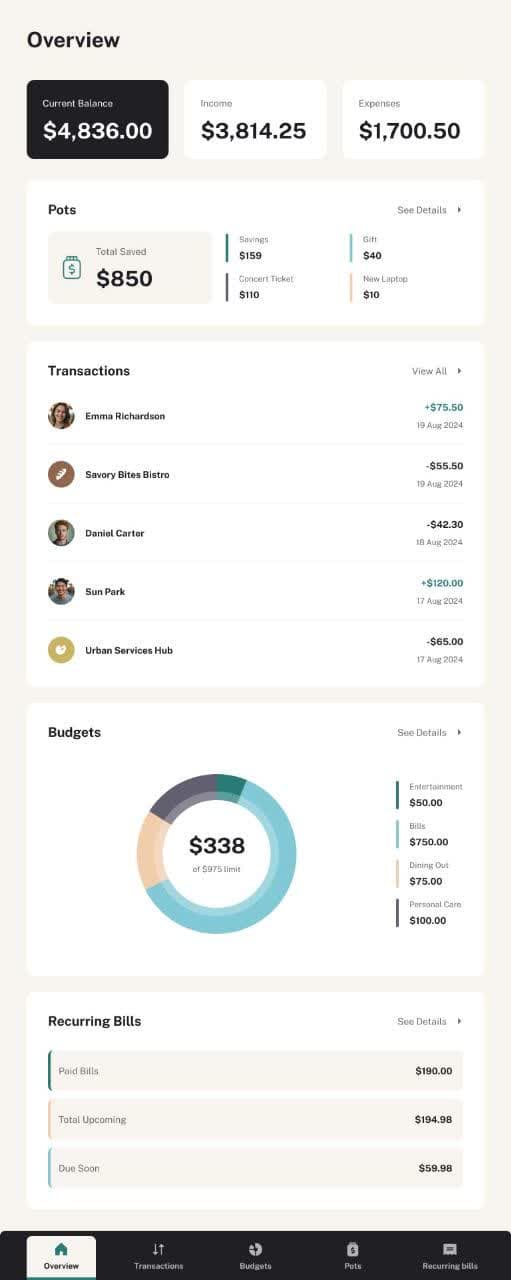 Overview
Current Balance
$4,836.00
Income
$3,814.25
Expenses
$1,700.50
Pots
See Details
$
Total Saved
$850
Savings
$159
Gift
$40
Concert Ticket
$110
New Laptop
$10
Transactions
View All
Emma Richardson
+$75.50
19 Aug 2024
Savory Bites Bistro
-$55.50
19 Aug 2024
Daniel Carter
-$42.30
18 Aug 2024
Sun Park
+$120.00
17 Aug 2024
Urban Services Hub
-$65.00
17 Aug 2024
Budgets
See Details
$338
of $975 limit
Entertainment
$50.00
Bills
$750.00
Dining Out
$75.00
Personal Care
$100.00
Recurring Bills
See Details
Paid Bills
$190.00
Total Upcoming
$194.98
Due Soon
$59.98
$
Overview
Transactions
Budgets
Pots
Recurring bills